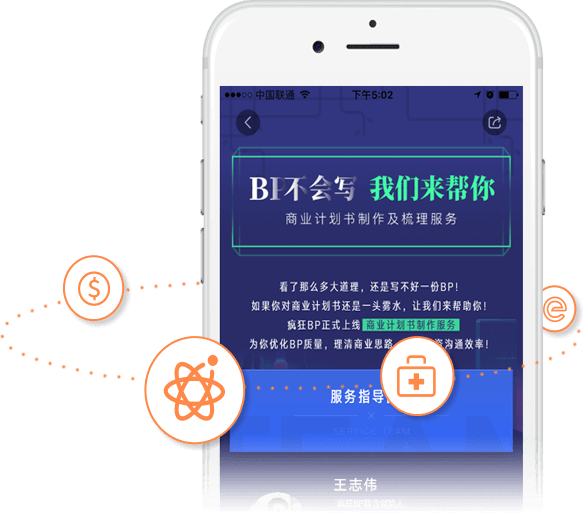 中国联通
下午5:02
BP不会写 我们来帮你
商业计划书制作及梳理服务
看了那么多大道理，还是写不好一份BP！
如果你对商业计划书还是一头雾水，让我们来帮助你！
疯狂BP正式上线 商业计划书制作服务
为你优化BP质量，理清商业思路
沟通效率！
服务指导
王志伟
$
e